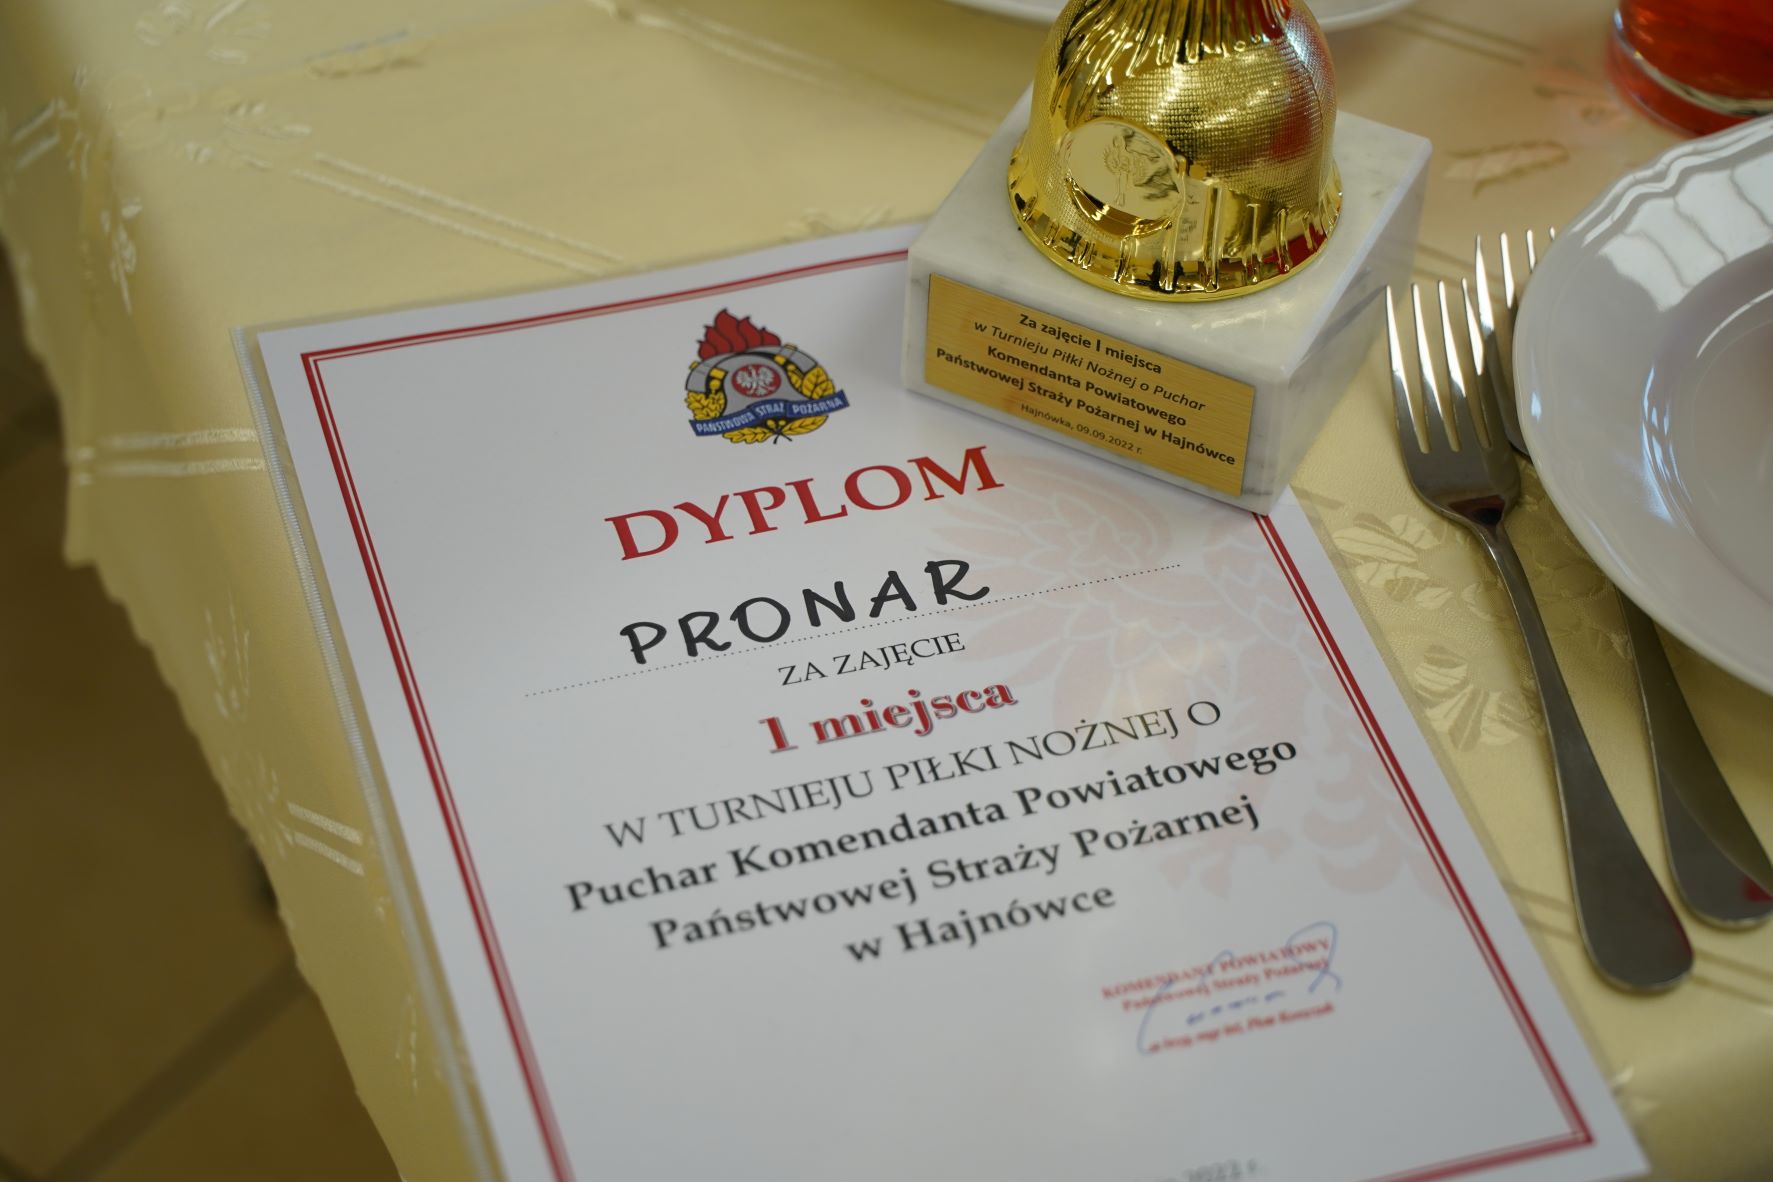 Za zajęcie I miejsca
w Turnieju Piłki Nożnej o Puchar
Komendanta Powiatowego
Państwowej Straży Pożarnej w Hajnówce
Hajnówka, 09.09.2022 r.
PAŃSTWOWA STRAŻ POŻARNA
DYPLOM
PRONAR
ZA ZAJĘCIE
1 miejsca
W TURNIEJU PIŁKI NOŻNEJ O
Puchar Komendanta Powiatowego
Państwowej Straży Pożarnej
w Hajnówce
KOMENDANT POWIATOWY
Państwowej Straży Pożarnej
2022 r.